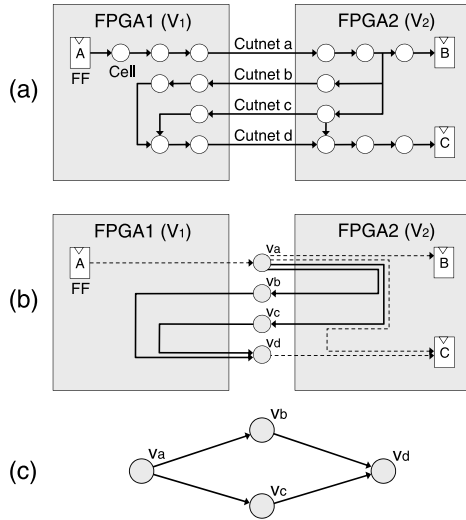 (a)
FPGA1 (V1)
FPGA2 (V2)
A
FF
Cell
Cutnet a
Cutnet b
Cutnet c
Cutnet d
B
C
(b)
FPGA1 (V1)
FPGA2 (V2)
A
FF
va
vb
vc
vd
B
C
(c)
va
vb
vc
vd